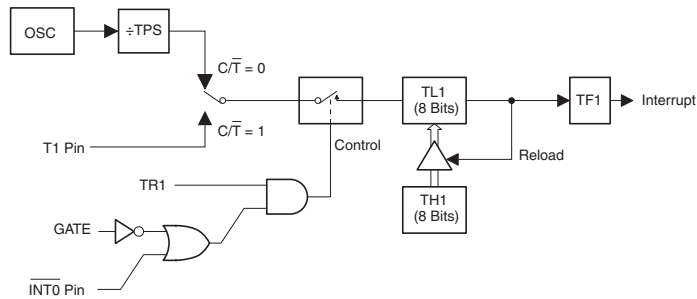 OSC
÷TPS
C/T̅ = 0
C/T̅ = 1
T1 Pin
TR1
GATE
I̅N̅T̅0̅ Pin
Control
TL1
(8 Bits)
TF1
Interrupt
Reload
TH1
(8 Bits)